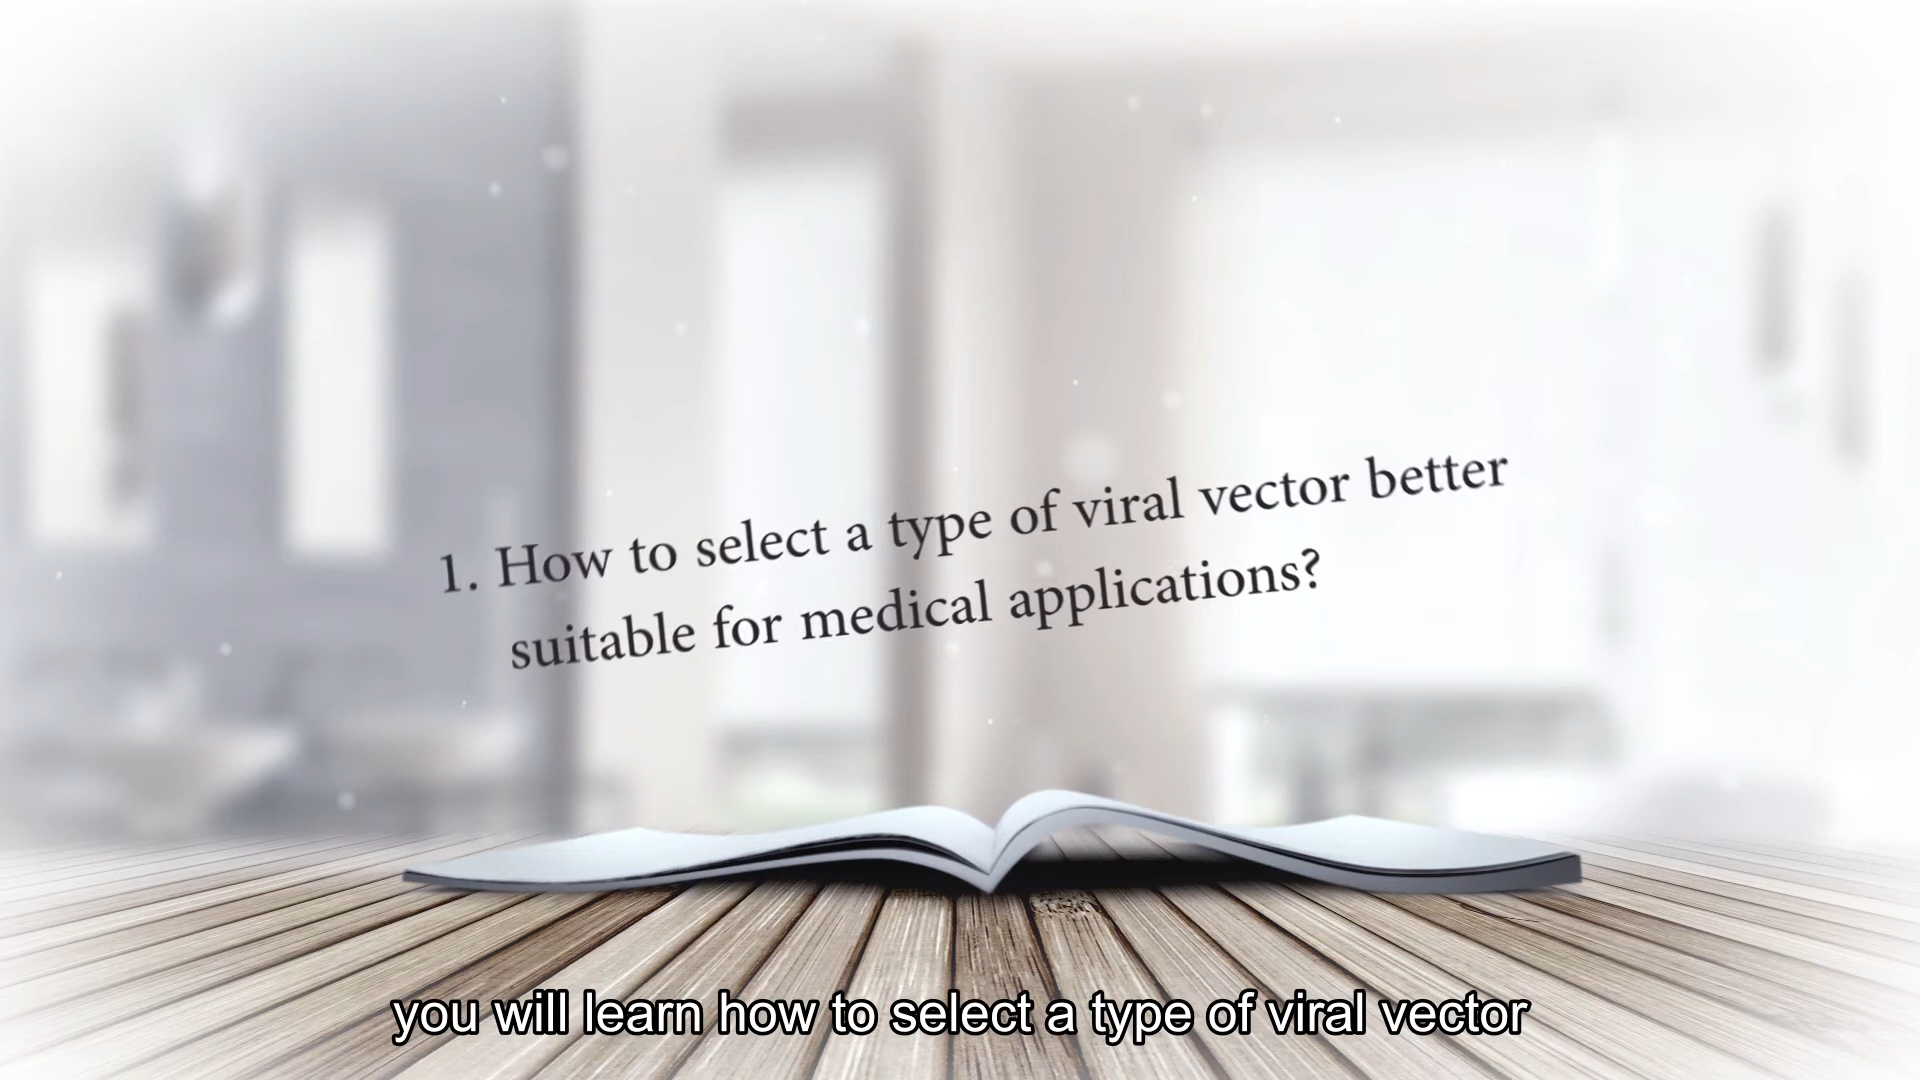 1. How to select a type of viral vector better
suitable for medical applications?
you will learn how to select a type of viral vector